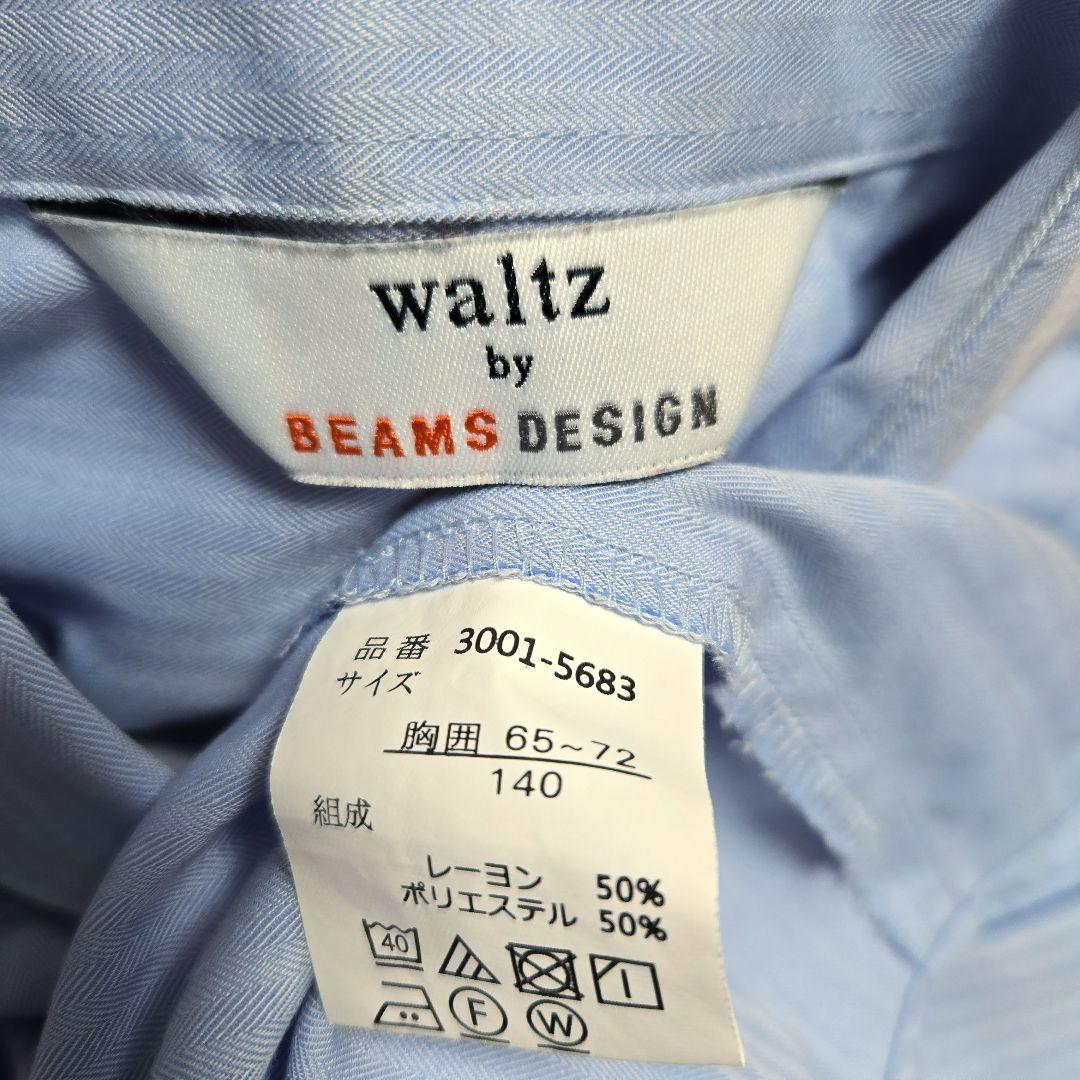 waltz
by
BEAMS DESIGN
品番 3001-5683
サイズ
胸囲 65~72
140
組成
レーヨン 50%
ポリエステル 50%
40
F
W